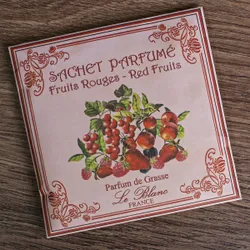 SACHET PARFUMÉ
Fruits Rouges - Red Fruits
Parfum de Grasse
Le Blanc
FRANCE